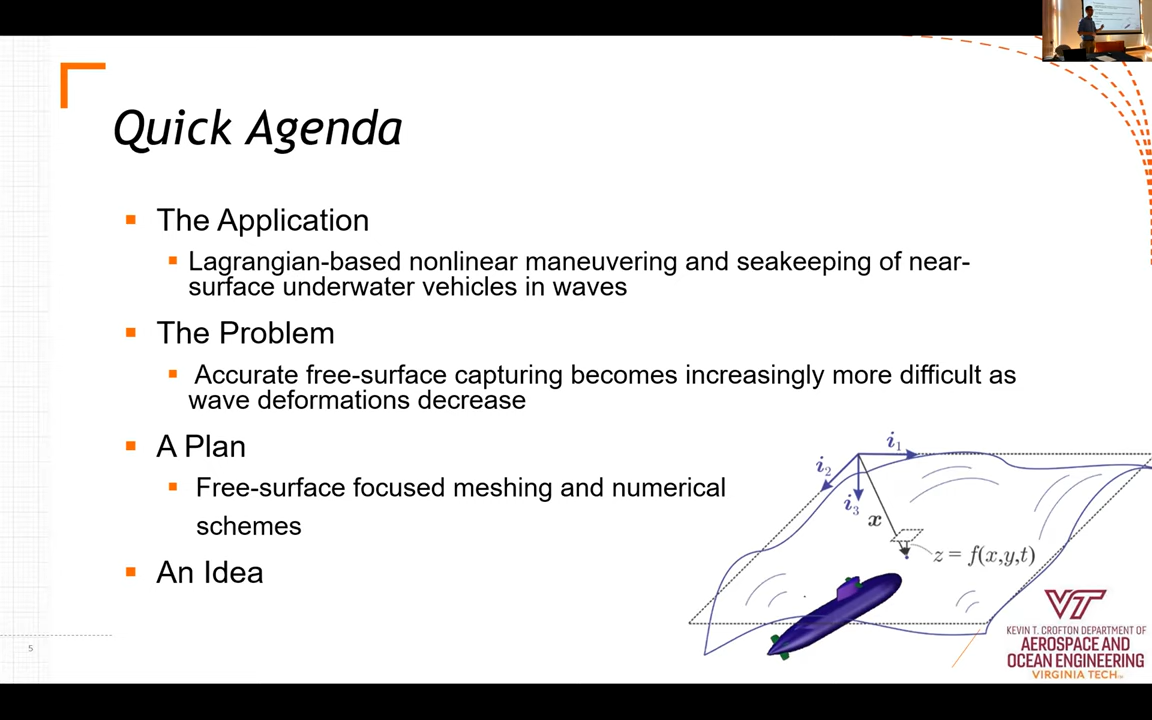 Quick Agenda
The Application
Lagrangian-based nonlinear maneuvering and seakeeping of near-
surface underwater vehicles in waves
The Problem
Accurate free-surface capturing becomes increasingly more difficult as
wave deformations decrease
A Plan
Free-surface focused meshing and numerical
schemes
An Idea
i₁
i₂
i₃
x
z = f(x,y,t)
VT
KEVIN T. CROFTON DEPARTMENT OF
AEROSPACE AND
OCEAN ENGINEERING
VIRGINIA TECH™
5